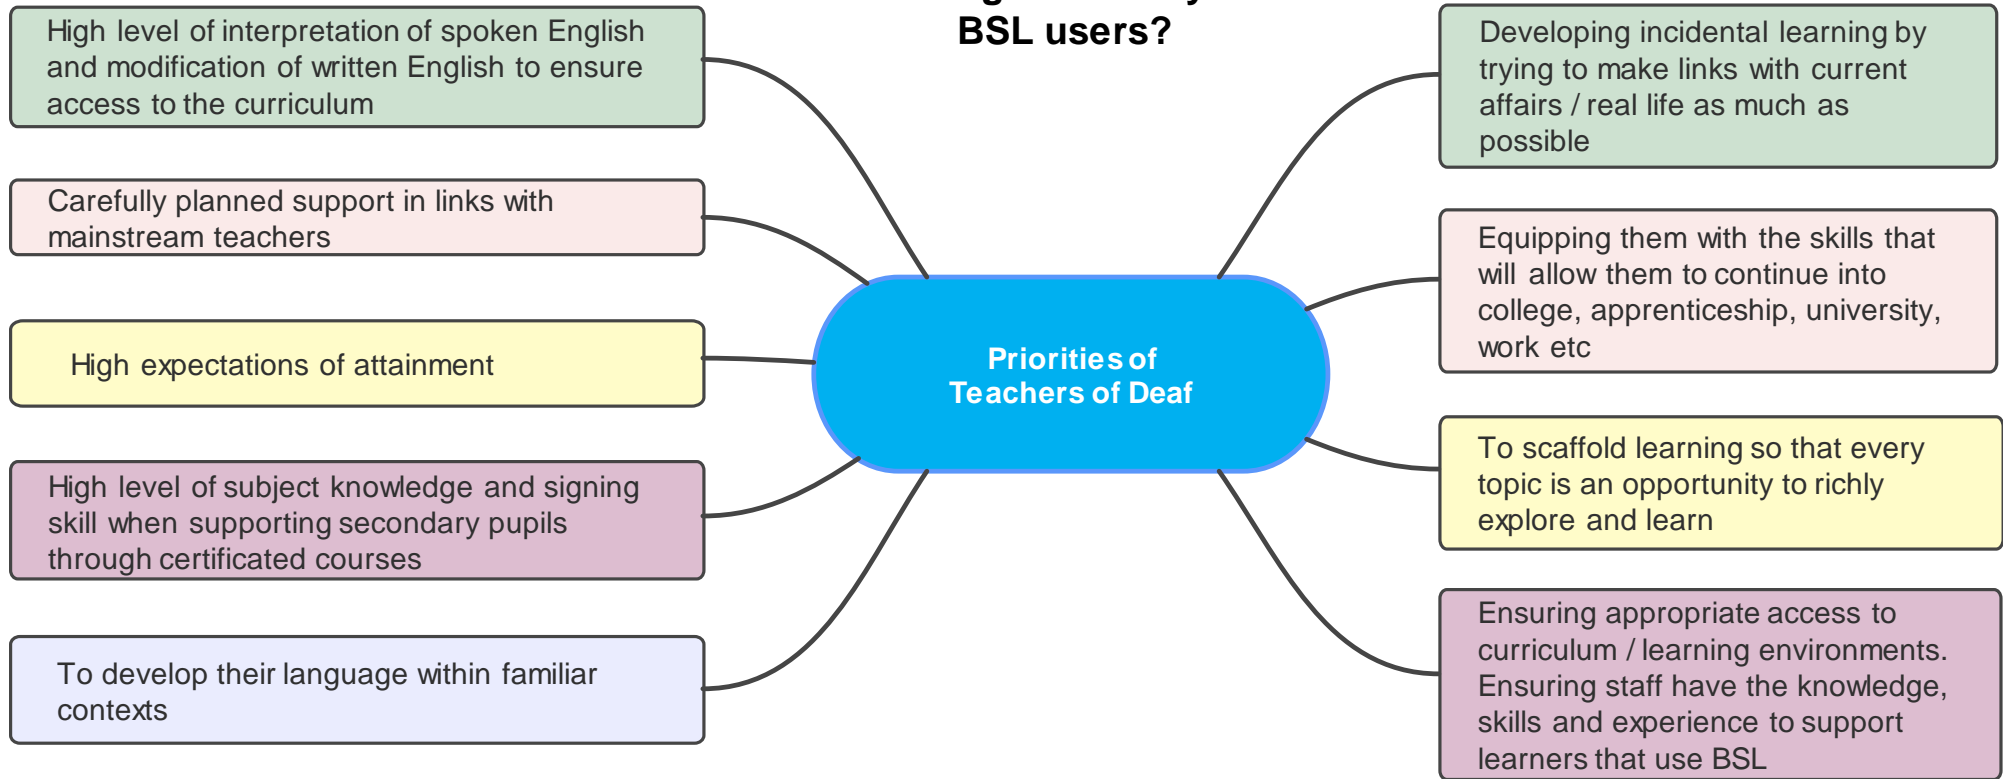 BSL users?
High level of interpretation of spoken English
and modification of written English to ensure
access to the curriculum
Carefully planned support in links with
mainstream teachers
High expectations of attainment
High level of subject knowledge and signing
skill when supporting secondary pupils
through certificated courses
To develop their language within familiar
contexts
Priorities of
Teachers of Deaf
Developing incidental learning by
trying to make links with current
affairs / real life as much as
possible
Equipping them with the skills that
will allow them to continue into
college, apprenticeship, university,
work etc
To scaffold learning so that every
topic is an opportunity to richly
explore and learn
Ensuring appropriate access to
curriculum / learning environments.
Ensuring staff have the knowledge,
skills and experience to support
learners that use BSL